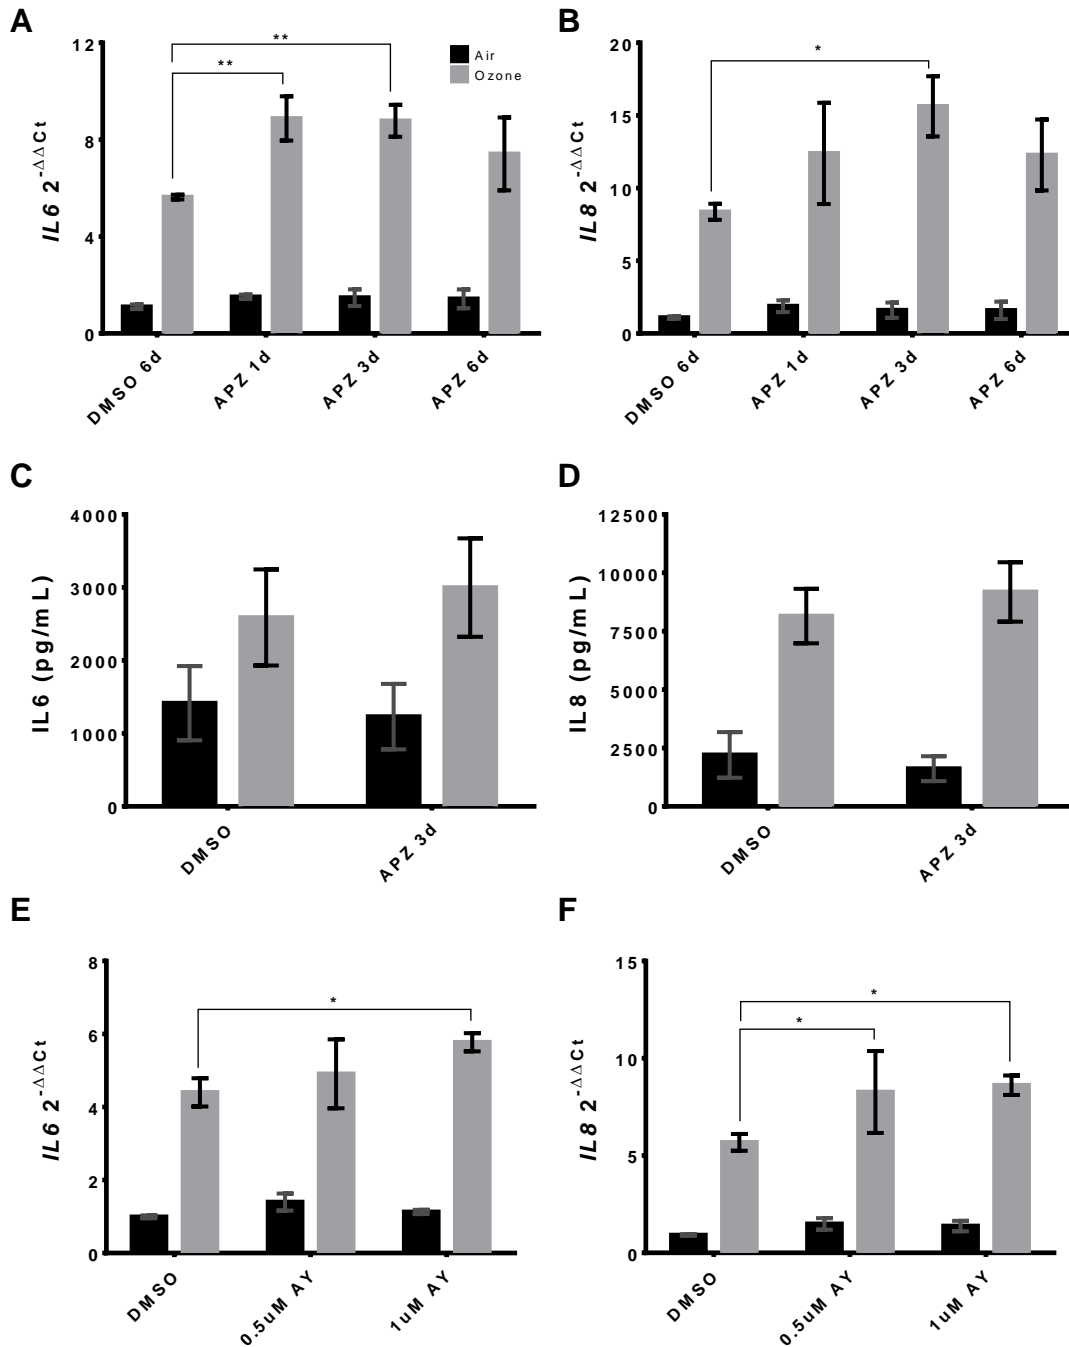 A
IL6 2-ΔΔCt
12
8
4
0
**
**
Air
Ozone
DMSO 6d
APZ 1d
APZ 3d
APZ 6d
B
IL8 2-ΔΔCt
20
15
10
5
0
*
DMSO 6d
APZ 1d
APZ 3d
APZ 6d
C
IL6 (pg/mL)
4000
3000
2000
1000
0
DMSO
APZ 3d
D
IL8 (pg/mL)
12500
10000
7500
5000
2500
0
DMSO
APZ 3d
E
IL6 2-ΔΔCt
8
6
4
2
0
*
DMSO
0.5uM AY
1uM AY
F
IL8 2-ΔΔCt
15
10
5
0
*
*
DMSO
0.5uM AY
1uM AY